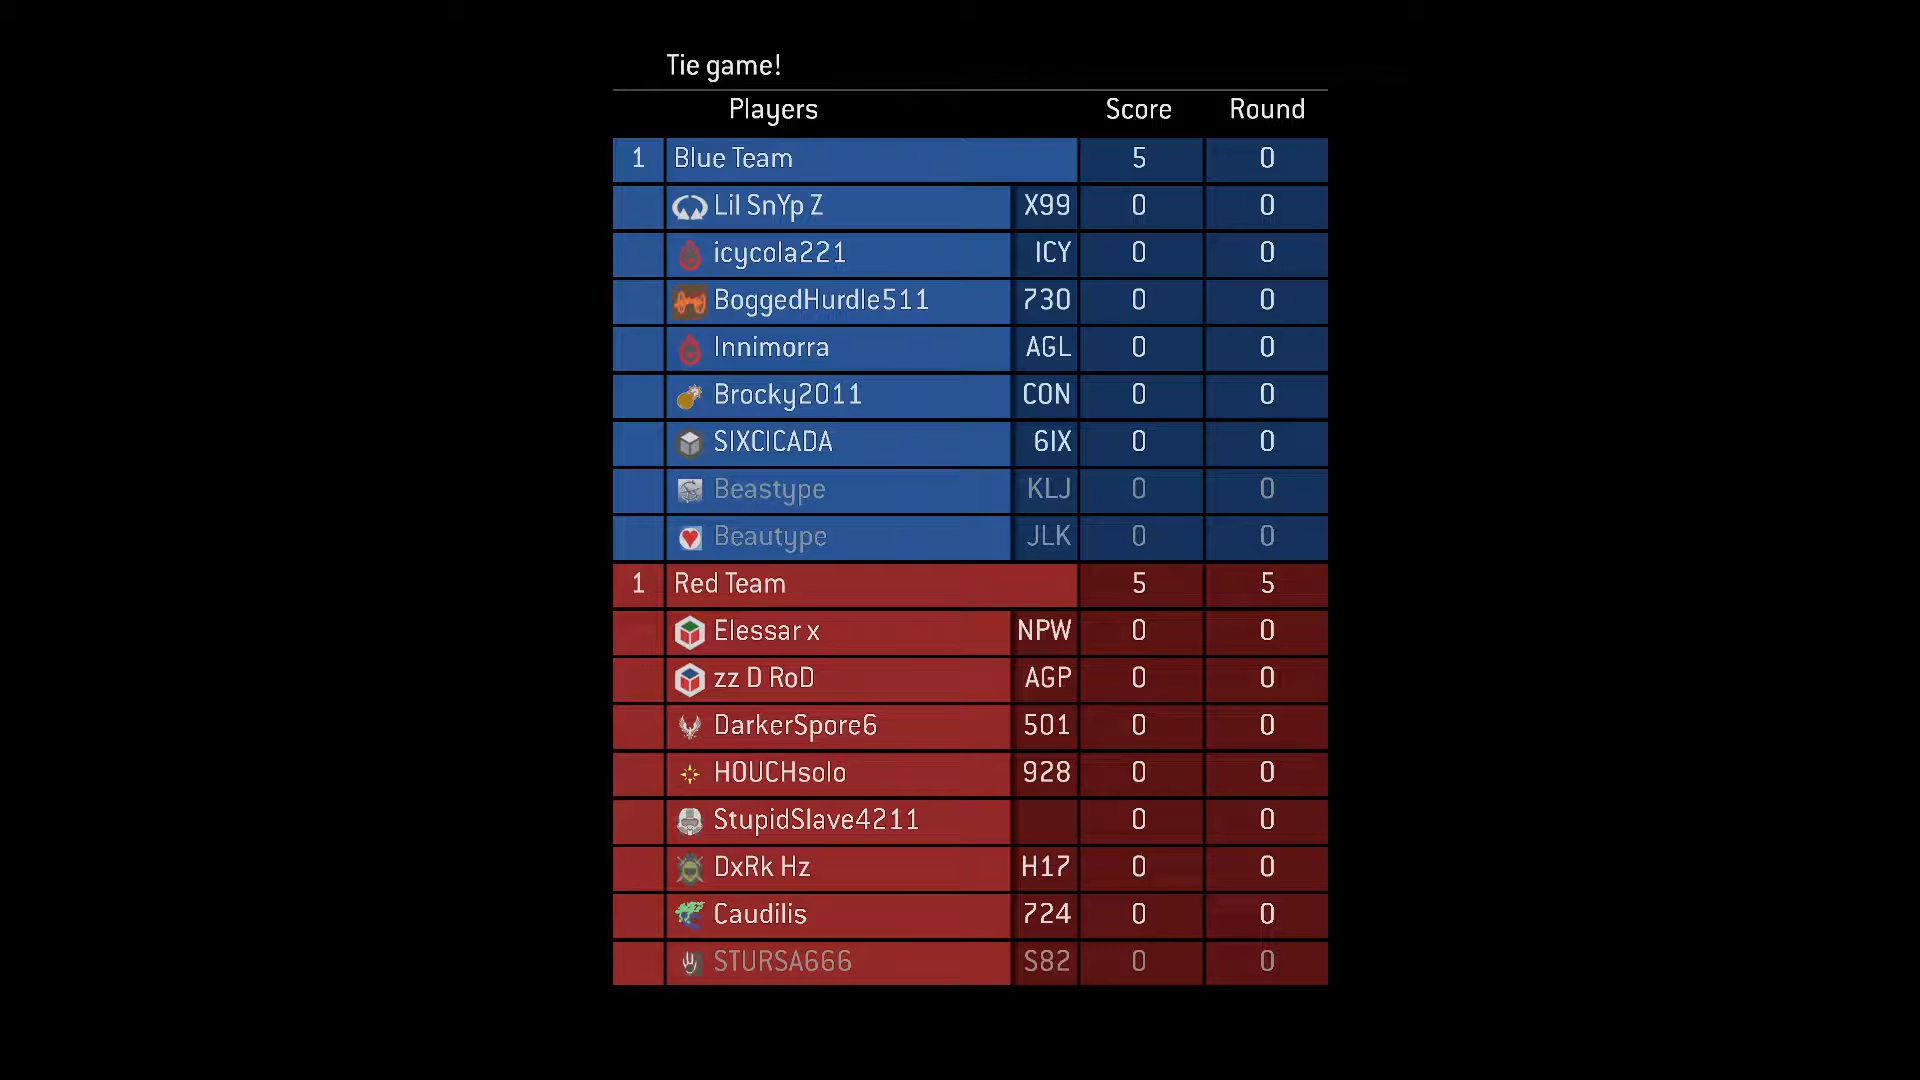 Tie game!
Players Score Round
1 Blue Team 5 0
Lil SnYp Z X99 0 0
icycola221 ICY 0 0
BoggedHurdle511 730 0 0
Innimorra AGL 0 0
Brocky2011 CON 0 0
SIXCICADA 6IX 0 0
Beastype KLJ 0 0
Beautype JLK 0 0
1 Red Team 5 5
Elessar x NPW 0 0
zz D RoD AGP 0 0
DarkerSpore6 501 0 0
HOUCHsolo 928 0 0
StupidSlave4211 0 0
DxRk Hz H17 0 0
Caudilis 724 0 0
STURSA666 S82 0 0